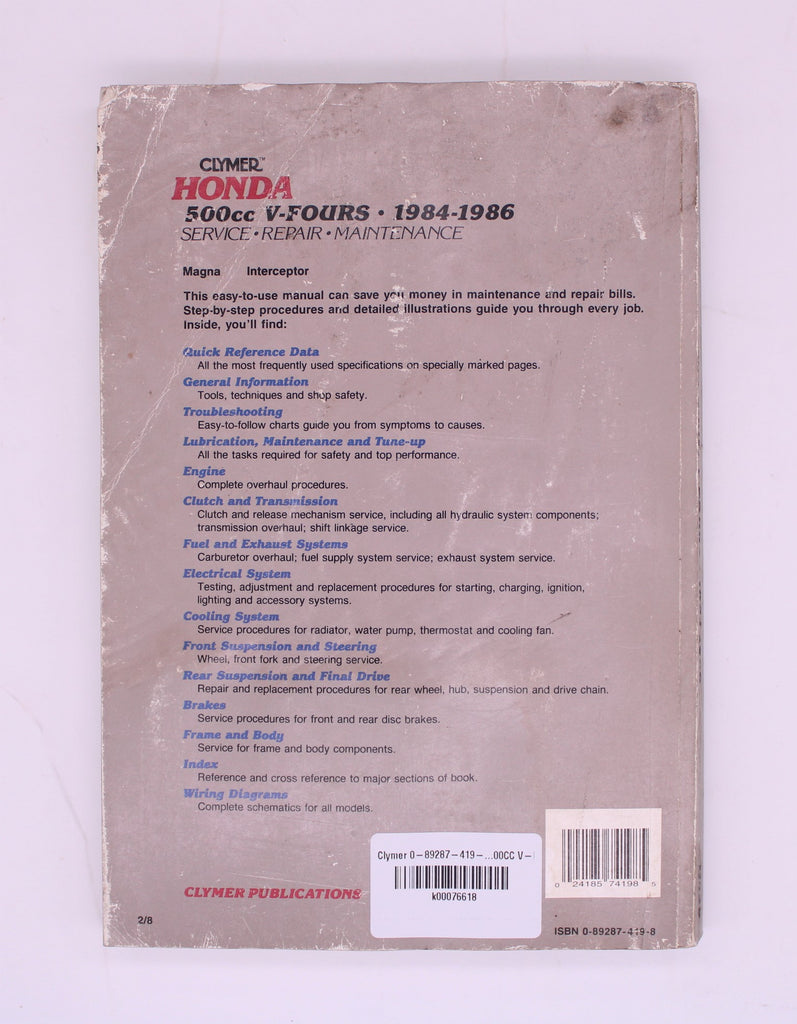 CLYMER™
HONDA
500cc V-FOURS • 1984-1986
SERVICE • REPAIR • MAINTENANCE
Magna Interceptor
This easy-to-use manual can save you money in maintenance and repair bills.
Step-by-step procedures and detailed illustrations guide you through every job.
Inside, you'll find:
Quick Reference Data
All the most frequently used specifications on specially marked pages.
General Information
Tools, techniques and shop safety.
Troubleshooting
Easy-to-follow charts guide you from symptoms to causes.
Lubrication, Maintenance and Tune-up
All the tasks required for safety and top performance.
Engine
Complete overhaul procedures.
Clutch and Transmission
Clutch and release mechanism service, including all hydraulic system components;
transmission overhaul; shift linkage service.
Fuel and Exhaust Systems
Carburetor overhaul; fuel supply system service; exhaust system service.
Electrical System
Testing, adjustment and replacement procedures for starting, charging, ignition,
lighting and accessory systems.
Cooling System
Service procedures for radiator, water pump, thermostat and cooling fan.
Front Suspension and Steering
Wheel, front fork and steering service.
Rear Suspension and Final Drive
Repair and replacement procedures for rear wheel, hub, suspension and drive chain.
Brakes
Service procedures for front and rear disc brakes.
Frame and Body
Service for frame and body components.
Index
Reference and cross reference to major sections of book.
Wiring Diagrams
Complete schematics for all models.
Clymer 0-89287-419-...00CC V-
k00076618
0 24185 74198 5
CLYMER PUBLICATIONS
2/8
ISBN 0-89287-419-8